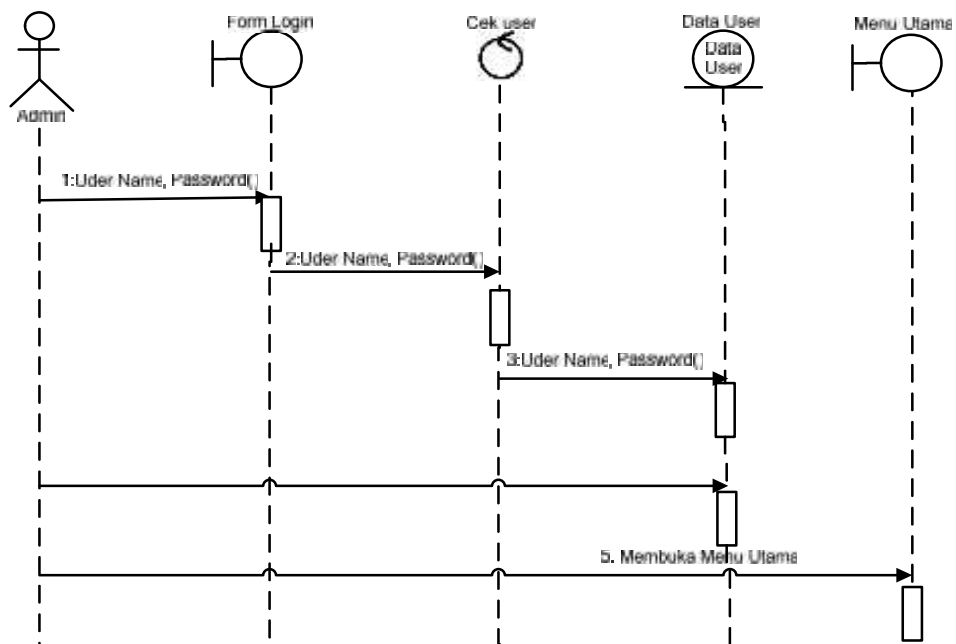 Form Login
Cek user
Data User
Menu Utama
Data
User
Admin
1:Uder Name, Password()
2:Uder Name, Password()
3:Uder Name, Password()
5. Membuka Menu Utama